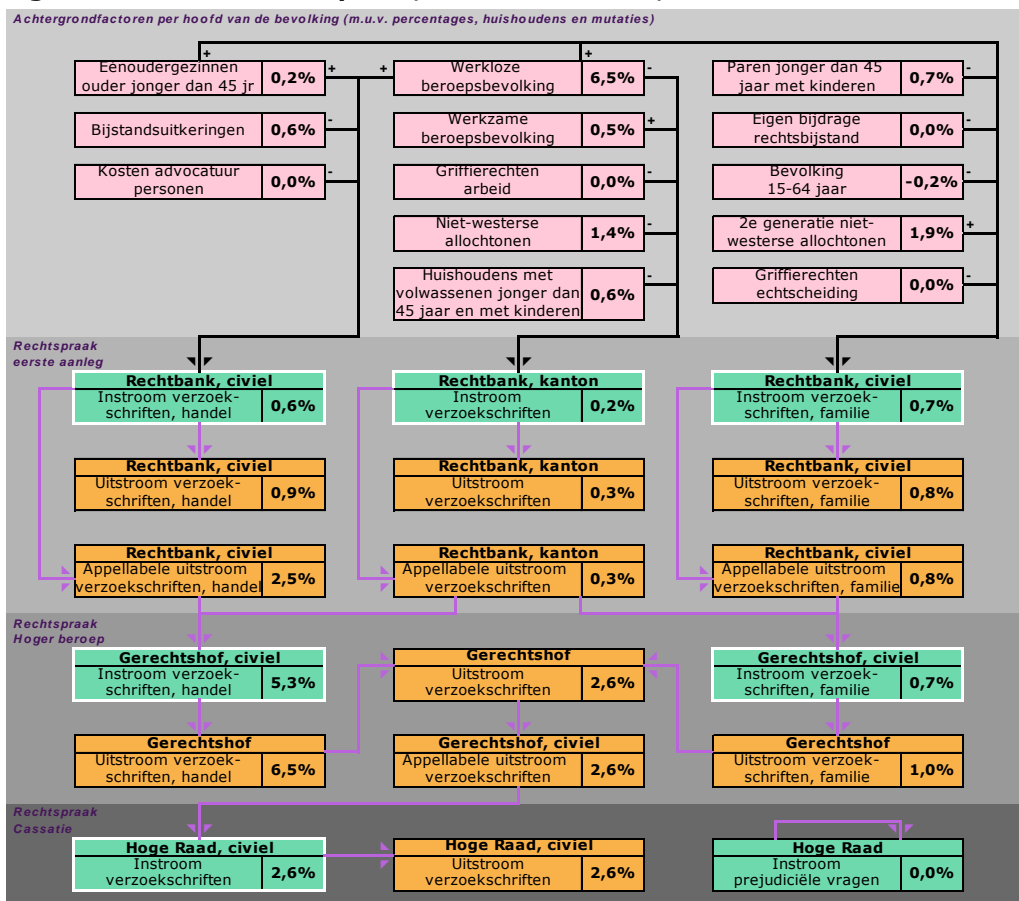 Achtergrondfactoren per hoofd van de bevolking (m.u.v. percentages, huishoudens en mutaties)
+ +
Eénoudergezinnen
ouder jonger dan 45 jr
0,2%
+
+
Werkloze
beroepsbevolking
6,5%
-
Paren jonger dan 45
jaar met kinderen
0,7%
-
Bijstandsuitkeringen
0,6%
-
Werkzame
beroepsbevolking
0,5%
+
Eigen bijdrage
rechtsbijstand
0,0%
-
Kosten advocatuur
personen
0,0%
-
Griffierechten
arbeid
0,0%
-
Bevolking
15-64 jaar
-0,2%
-
Niet-westerse
allochtonen
1,4%
-
2e generatie niet-
westerse allochtonen
1,9%
+
Huishoudens met
volwassenen jonger dan
45 jaar en met kinderen
0,6%
-
Griffierechten
echtscheiding
0,0%
-
Rechtspraak
eerste aanleg
Rechtbank, civiel
Instroom verzoek-
schriften, handel
0,6%
Rechtbank, kanton
Instroom
verzoekschriften
0,2%
Rechtbank, civiel
Instroom verzoek-
schriften, familie
0,7%
Rechtbank, civiel
Uitstroom verzoek-
schriften, handel
0,9%
Rechtbank, kanton
Uitstroom
verzoekschriften
0,3%
Rechtbank, civiel
Uitstroom verzoek-
schriften, familie
0,8%
Rechtbank, civiel
Appellabele uitstroom
verzoekschriften, handel
2,5%
Rechtbank, kanton
Appellabele uitstroom
verzoekschriften
0,3%
Rechtbank, civiel
Appellabele uitstroom
verzoekschriften, familie
0,8%
Rechtspraak
Hoger beroep
Gerechtshof, civiel
Instroom verzoek-
schriften, handel
5,3%
Gerechtshof
Uitstroom
verzoekschriften
2,6%
Gerechtshof, civiel
Instroom verzoek-
schriften, familie
0,7%
Gerechtshof
Uitstroom verzoek-
schriften, handel
6,5%
Gerechtshof, civiel
Appellabele uitstroom
verzoekschriften
2,6%
Gerechtshof
Uitstroom verzoek-
schriften, familie
1,0%
Rechtspraak
Cassatie
Hoge Raad, civiel
Instroom
verzoekschriften
2,6%
Hoge Raad, civiel
Uitstroom
verzoekschriften
2,6%
Hoge Raad
Instroom
prejudiciële vragen
0,0%